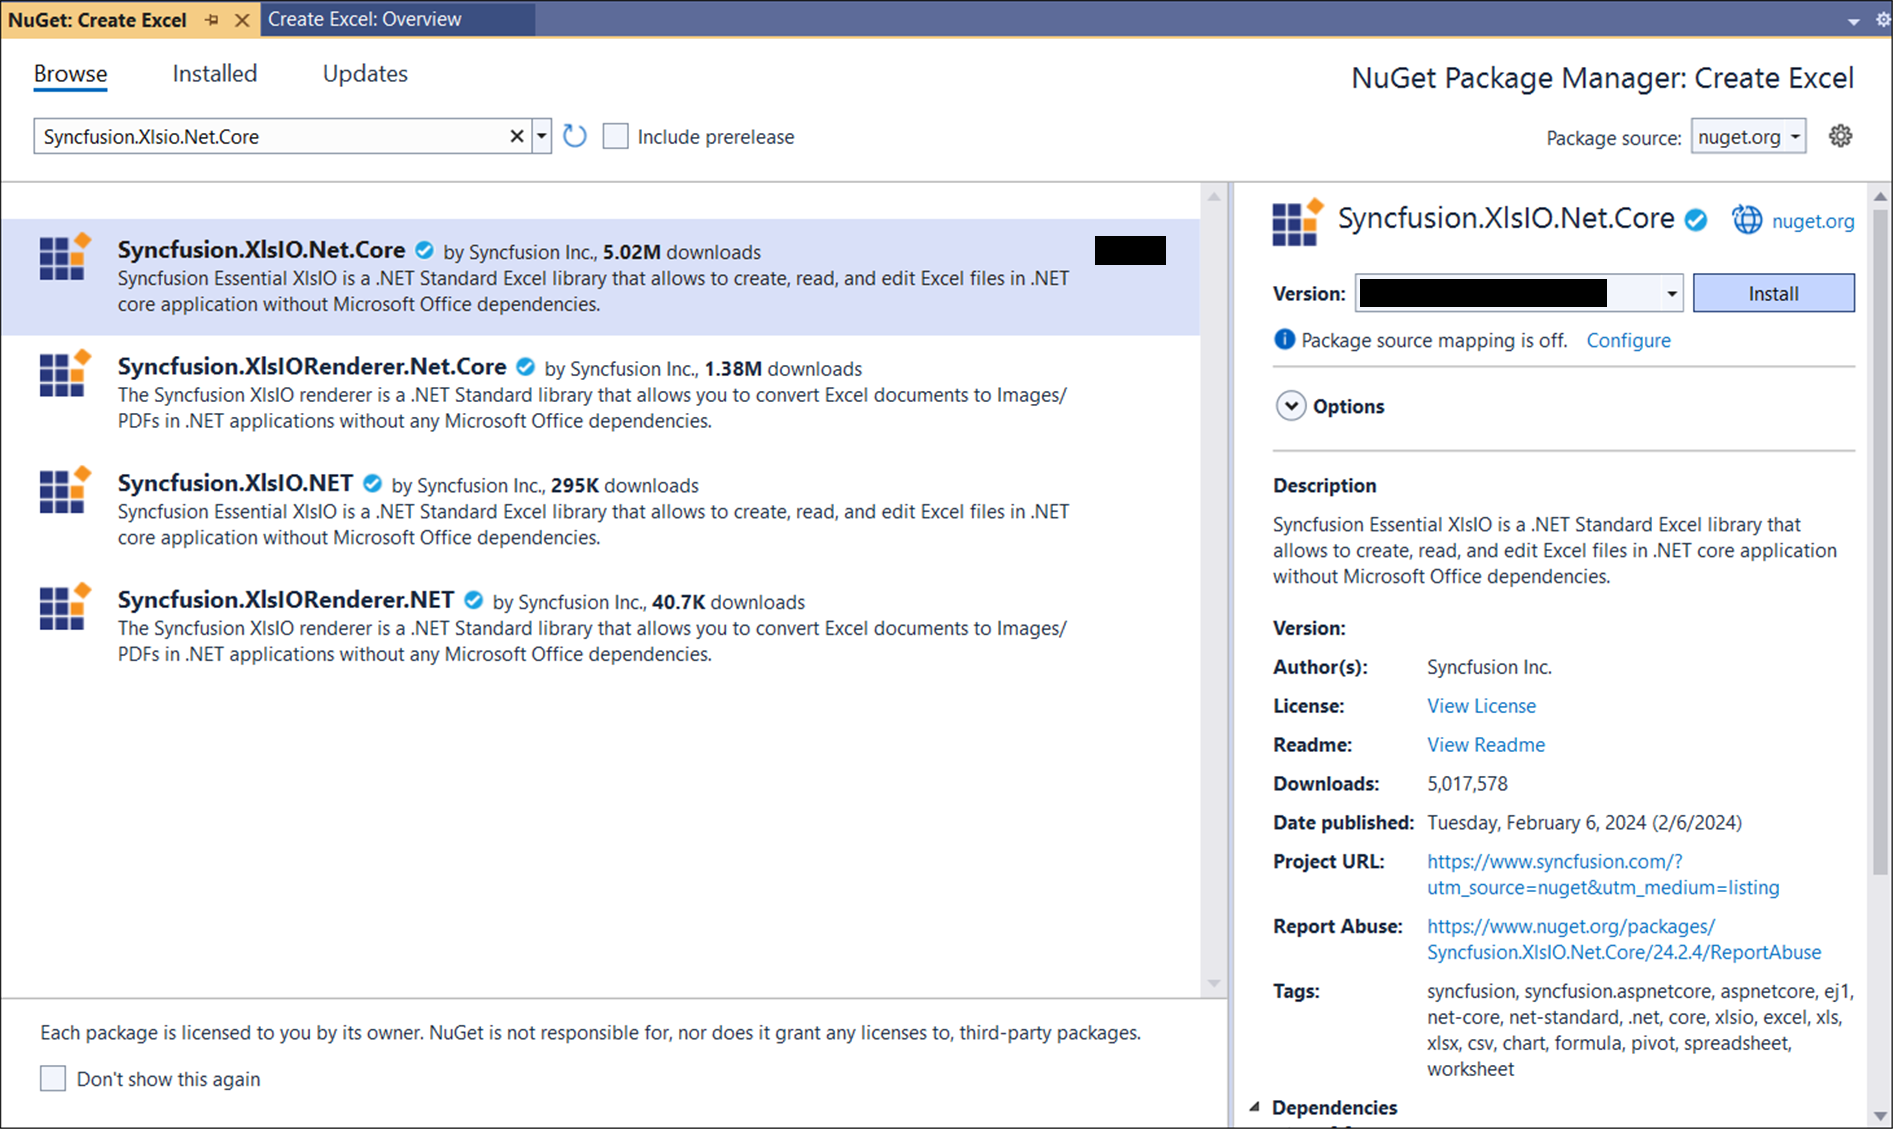 NuGet: Create Excel
Create Excel: Overview
Browse
Installed
Updates
NuGet Package Manager: Create Excel
Syncfusion.Xlsio.Net.Core
Include prerelease
Package source: nuget.org
Syncfusion.XlsIO.Net.Core by Syncfusion Inc., 5.02M downloads
Syncfusion Essential XlsIO is a .NET Standard Excel library that allows to create, read, and edit Excel files in .NET
core application without Microsoft Office dependencies.
Syncfusion.XlsIORenderer.Net.Core by Syncfusion Inc., 1.38M downloads
The Syncfusion XlsIO renderer is a .NET Standard library that allows you to convert Excel documents to Images/
PDFs in .NET applications without any Microsoft Office dependencies.
Syncfusion.XlsIO.NET by Syncfusion Inc., 295K downloads
Syncfusion Essential XlsIO is a .NET Standard Excel library that allows to create, read, and edit Excel files in .NET
core application without Microsoft Office dependencies.
Syncfusion.XlsIORenderer.NET by Syncfusion Inc., 40.7K downloads
The Syncfusion XlsIO renderer is a .NET Standard library that allows you to convert Excel documents to Images/
PDFs in .NET applications without any Microsoft Office dependencies.
Each package is licensed to you by its owner. NuGet is not responsible for, nor does it grant any licenses to, third-party packages.
Don't show this again
Syncfusion.XlsIO.Net.Core nuget.org
Version: Install
Package source mapping is off. Configure
Options
Description
Syncfusion Essential XlsIO is a .NET Standard Excel library that
allows to create, read, and edit Excel files in .NET core application
without Microsoft Office dependencies.
Version:
Author(s): Syncfusion Inc.
License: View License
Readme: View Readme
Downloads: 5,017,578
Date published: Tuesday, February 6, 2024 (2/6/2024)
Project URL: https://www.syncfusion.com/?
utm_source=nuget&utm_medium=listing
Report Abuse: https://www.nuget.org/packages/
Syncfusion.XlsIO.Net.Core/24.2.4/ReportAbuse
Tags: syncfusion, syncfusion.aspnetcore, aspnetcore, ej1,
net-core, net-standard, .net, core, xlsio, excel, xls,
xlsx, csv, chart, formula, pivot, spreadsheet,
worksheet
Dependencies